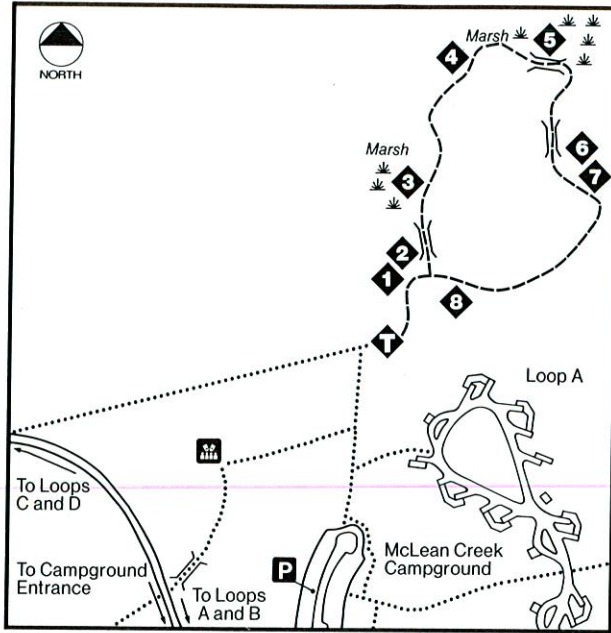 NORTH
Marsh
5
4
Marsh
6
3
7
2
1
8
T
Loop A
To Loops
C and D
McLean Creek
Campground
To Campground
Entrance
P
To Loops
A and B